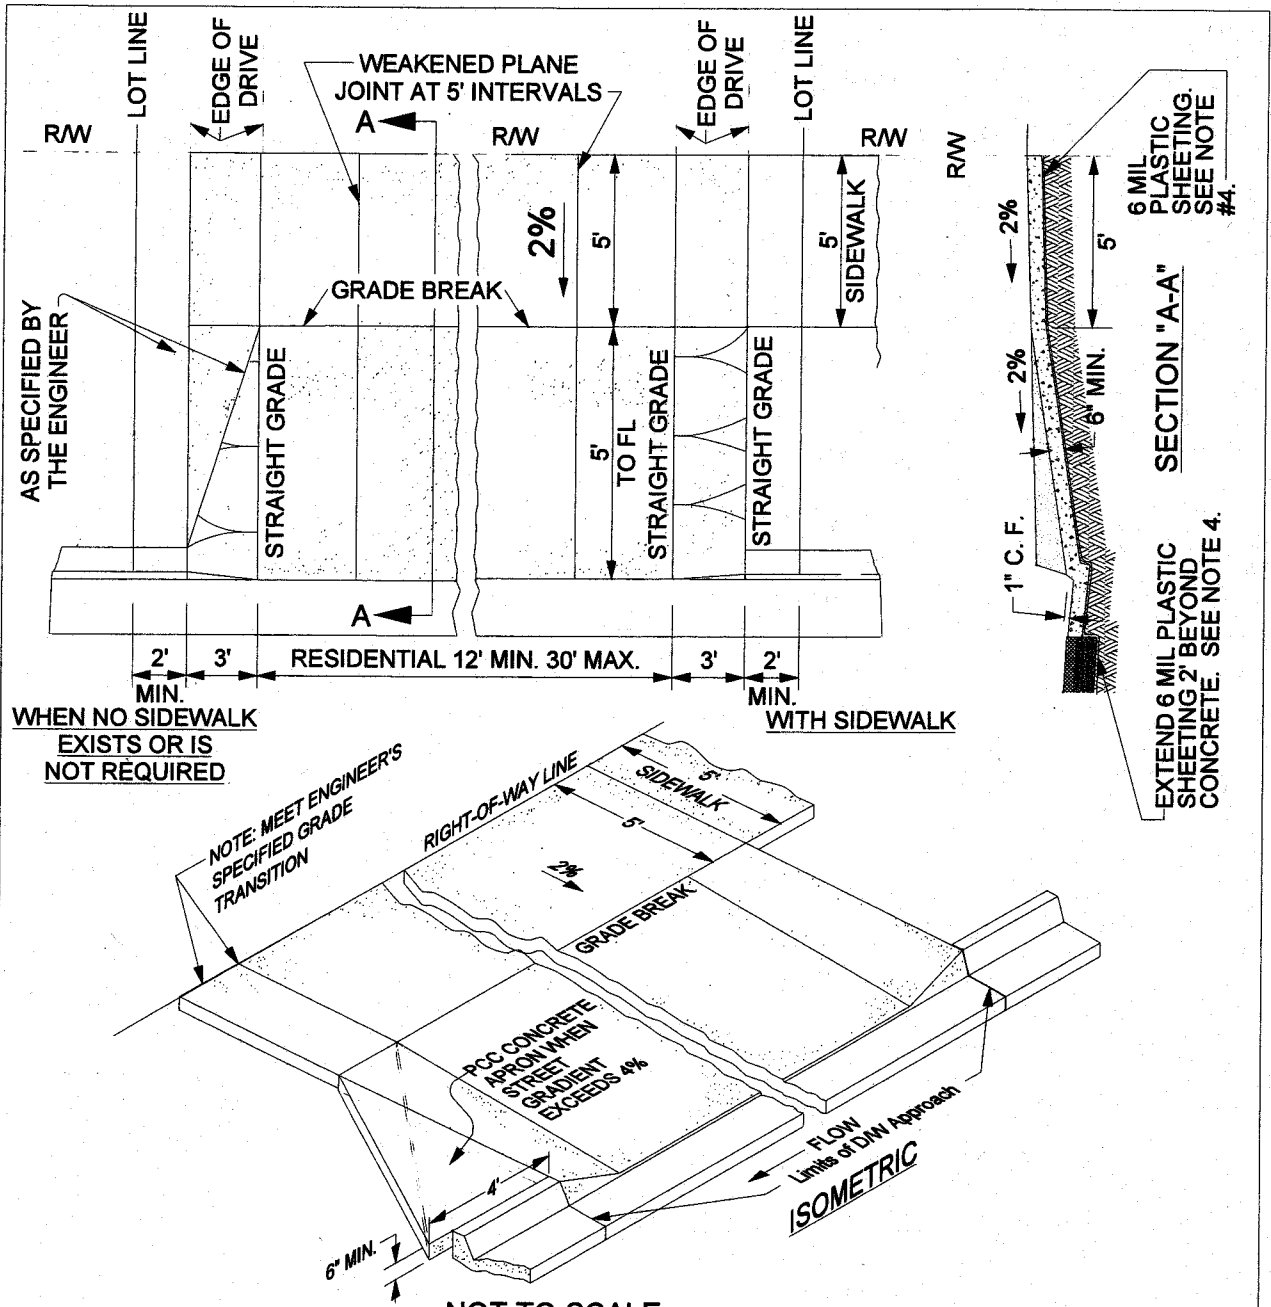 LOT LINE
EDGE OF
DRIVE
WEAKENED PLANE
JOINT AT 5' INTERVALS
EDGE OF
DRIVE
LOT LINE
R/W
A
R/W
R/W
R/W
6 MIL
PLASTIC
SHEETING.
SEE NOTE
#4.
2%
5'
5'
SIDEWALK
2%
5'
GRADE BREAK
AS SPECIFIED BY
THE ENGINEER
STRAIGHT GRADE
5'
TO FL
STRAIGHT GRADE
STRAIGHT GRADE
2%
6" MIN.
SECTION "A-A"
1" C. F.
EXTEND 6 MIL PLASTIC
SHEETING 2' BEYOND
CONCRETE. SEE NOTE 4.
A
2'
MIN.
3'
RESIDENTIAL 12' MIN. 30' MAX.
3'
2'
MIN.
WHEN NO SIDEWALK
EXISTS OR IS
NOT REQUIRED
WITH SIDEWALK
NOTE: MEET ENGINEER'S
SPECIFIED GRADE
TRANSITION
RIGHT-OF-WAY LINE
5'
SIDEWALK
5'
2%
GRADE BREAK
PCC CONCRETE
APRON WHEN
STREET
GRADIENT
EXCEEDS 4%
4'
6" MIN.
FLOW
Limits of D/W Approach
ISOMETRIC
NOT TO SCALE